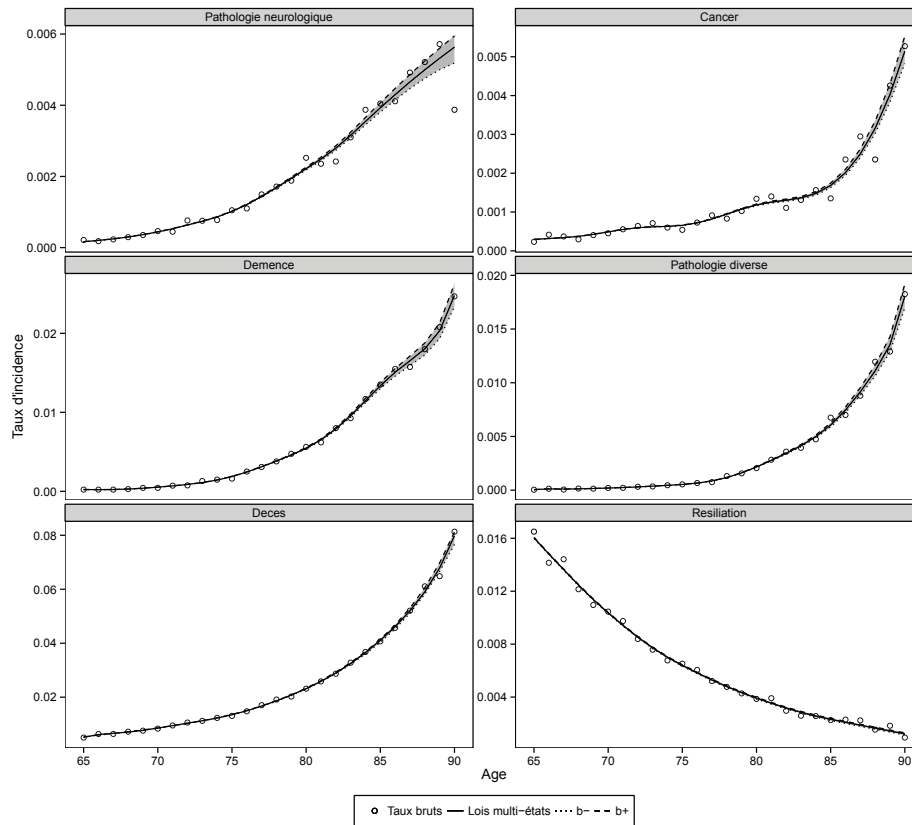 Pathologie neurologique
Cancer
0.006
0.004
0.002
0.000
0.005
0.004
0.003
0.002
0.001
0.000
Demence
Pathologie diverse
0.02
0.01
0.00
0.020
0.015
0.010
0.005
0.000
Deces
Resiliation
0.08
0.06
0.04
0.02
0.016
0.012
0.008
0.004
65 70 75 80 85 90
65 70 75 80 85 90
Taux d'incidence
Age
Taux bruts Lois multi−états b− b+